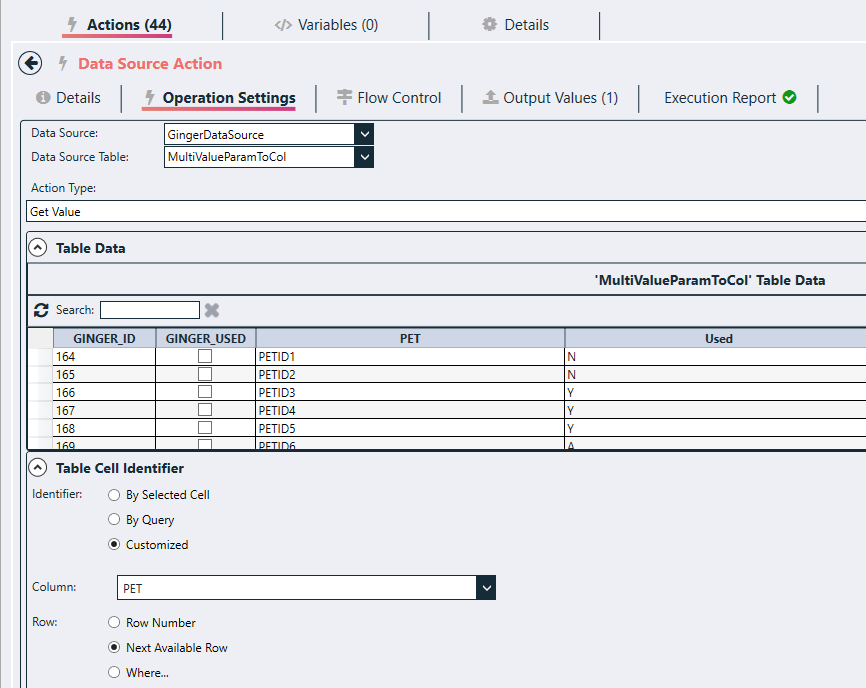 Actions (44) </> Variables (0) Details
Data Source Action
Details Operation Settings Flow Control Output Values (1) Execution Report
Data Source: GingerDataSource
Data Source Table: MultiValueParamToCol
Action Type:
Get Value
Table Data
'MultiValueParamToCol' Table Data
Search:
GINGER_ID GINGER_USED PET Used
164 PETID1 N
165 PETID2 N
166 PETID3 Y
167 PETID4 Y
168 PETID5 Y
169 PETID6 A
Table Cell Identifier
Identifier: By Selected Cell
By Query
Customized
Column: PET
Row: Row Number
Next Available Row
Where...